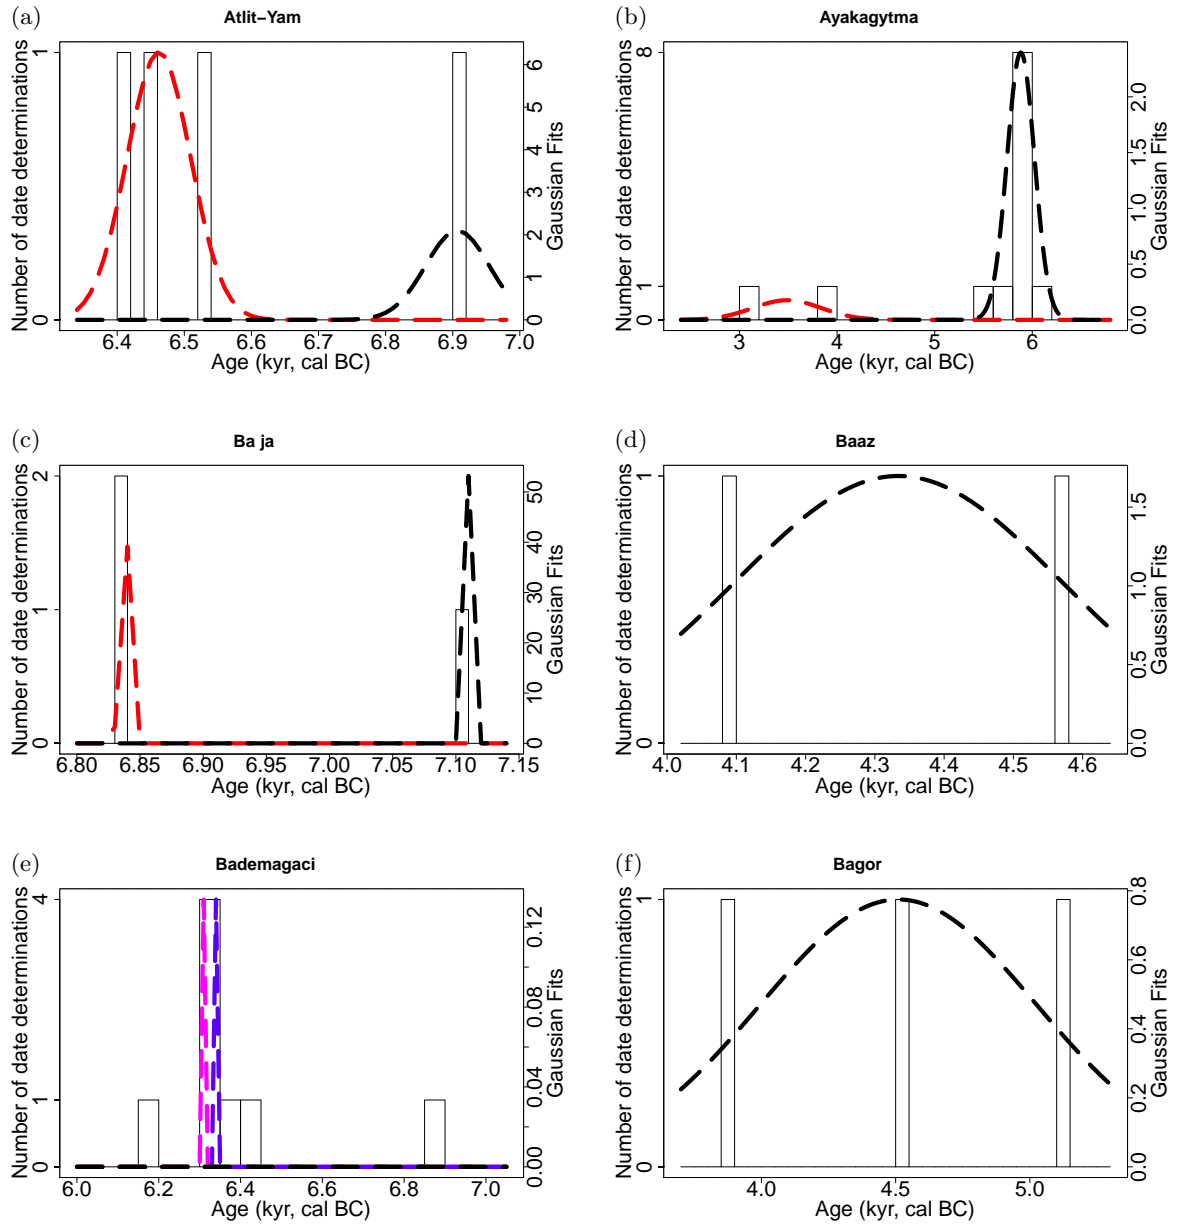 (a)
Atlit−Yam
Number of date determinations
0
1
6.4
6.5
6.6
6.7
6.8
6.9
7.0
Age (kyr, cal BC)
0
1
2
3
4
5
6
Gaussian Fits
(b)
Ayakagytma
Number of date determinations
0
1
8
3
4
5
6
Age (kyr, cal BC)
0.0
0.5
1.0
1.5
2.0
Gaussian Fits
(c)
Ba ja
Number of date determinations
0
1
2
6.80
6.85
6.90
6.95
7.00
7.05
7.10
7.15
Age (kyr, cal BC)
0
10
20
30
40
50
Gaussian Fits
(d)
Baaz
Number of date determinations
0
1
4.0
4.1
4.2
4.3
4.4
4.5
4.6
Age (kyr, cal BC)
0.0
0.5
1.0
1.5
Gaussian Fits
(e)
Bademagaci
Number of date determinations
0
1
4
6.0
6.2
6.4
6.6
6.8
7.0
Age (kyr, cal BC)
0.00
0.04
0.08
0.12
Gaussian Fits
(f)
Bagor
Number of date determinations
0
1
4.0
4.5
5.0
Age (kyr, cal BC)
0.0
0.2
0.4
0.6
0.8
Gaussian Fits